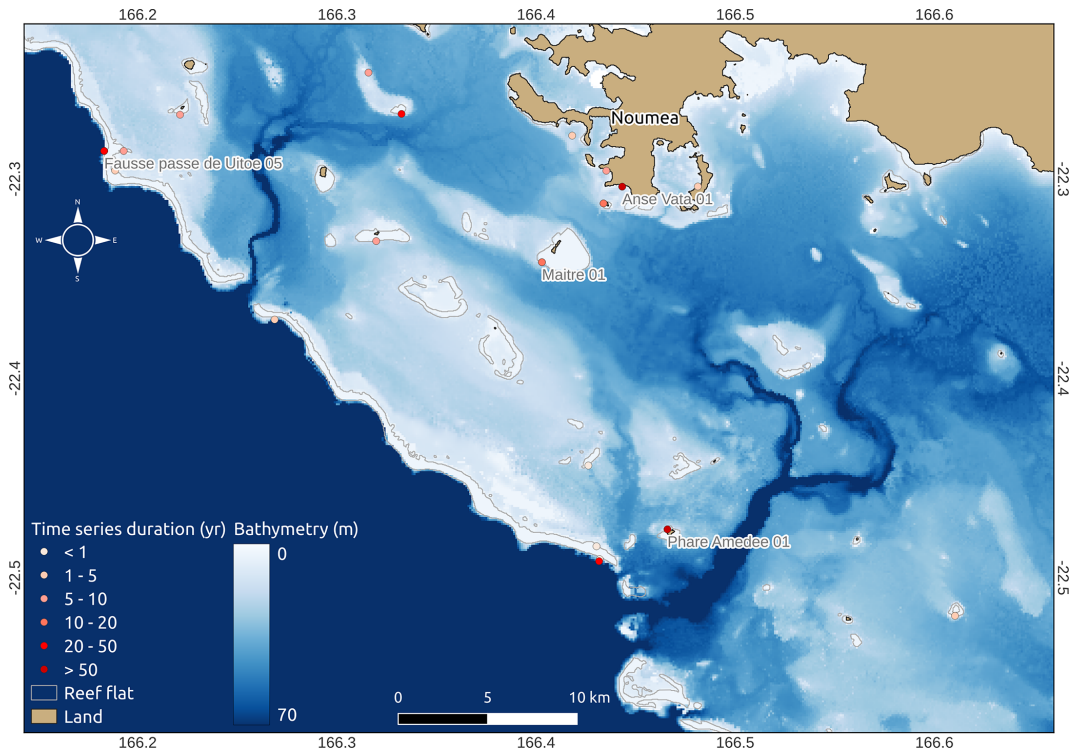 166.2 166.3 166.4 166.5 166.6
Noumea
-22.3 -22.3
Fausse passe de Uitoe 05
Anse Vata 01
N
W E
S
Maitre 01
-22.4 -22.4
Time series duration (yr) Bathymetry (m)
Phare Amedee 01
< 1 0
1 - 5
-22.5 -22.5
5 - 10
10 - 20
20 - 50
> 50
Reef flat 0 5 10 km
Land 70
166.2 166.3 166.4 166.5 166.6